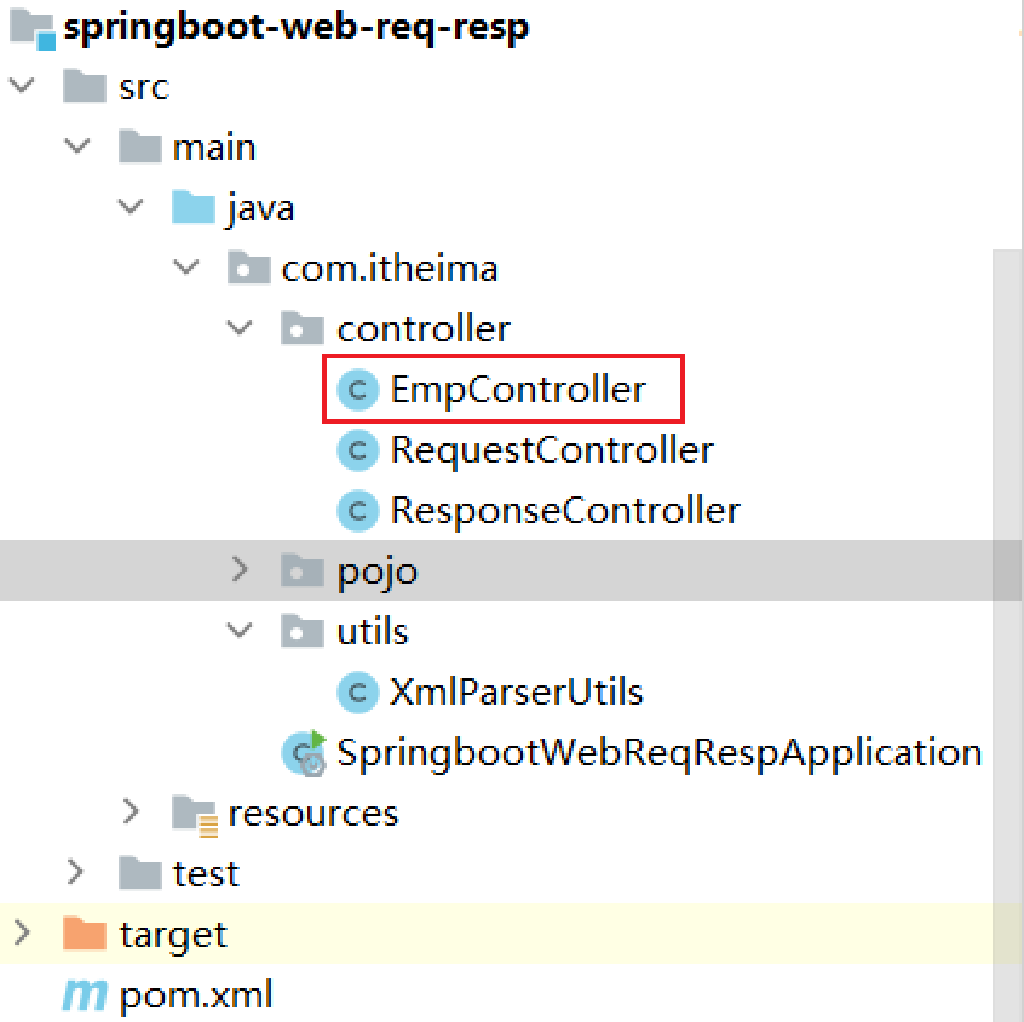 springboot-web-req-resp
src
main
java
com.itheima
controller
C EmpController
C RequestController
C ResponseController
pojo
utils
C XmlParserUtils
C SpringbootWebReqRespApplication
resources
test
target
m pom.xml